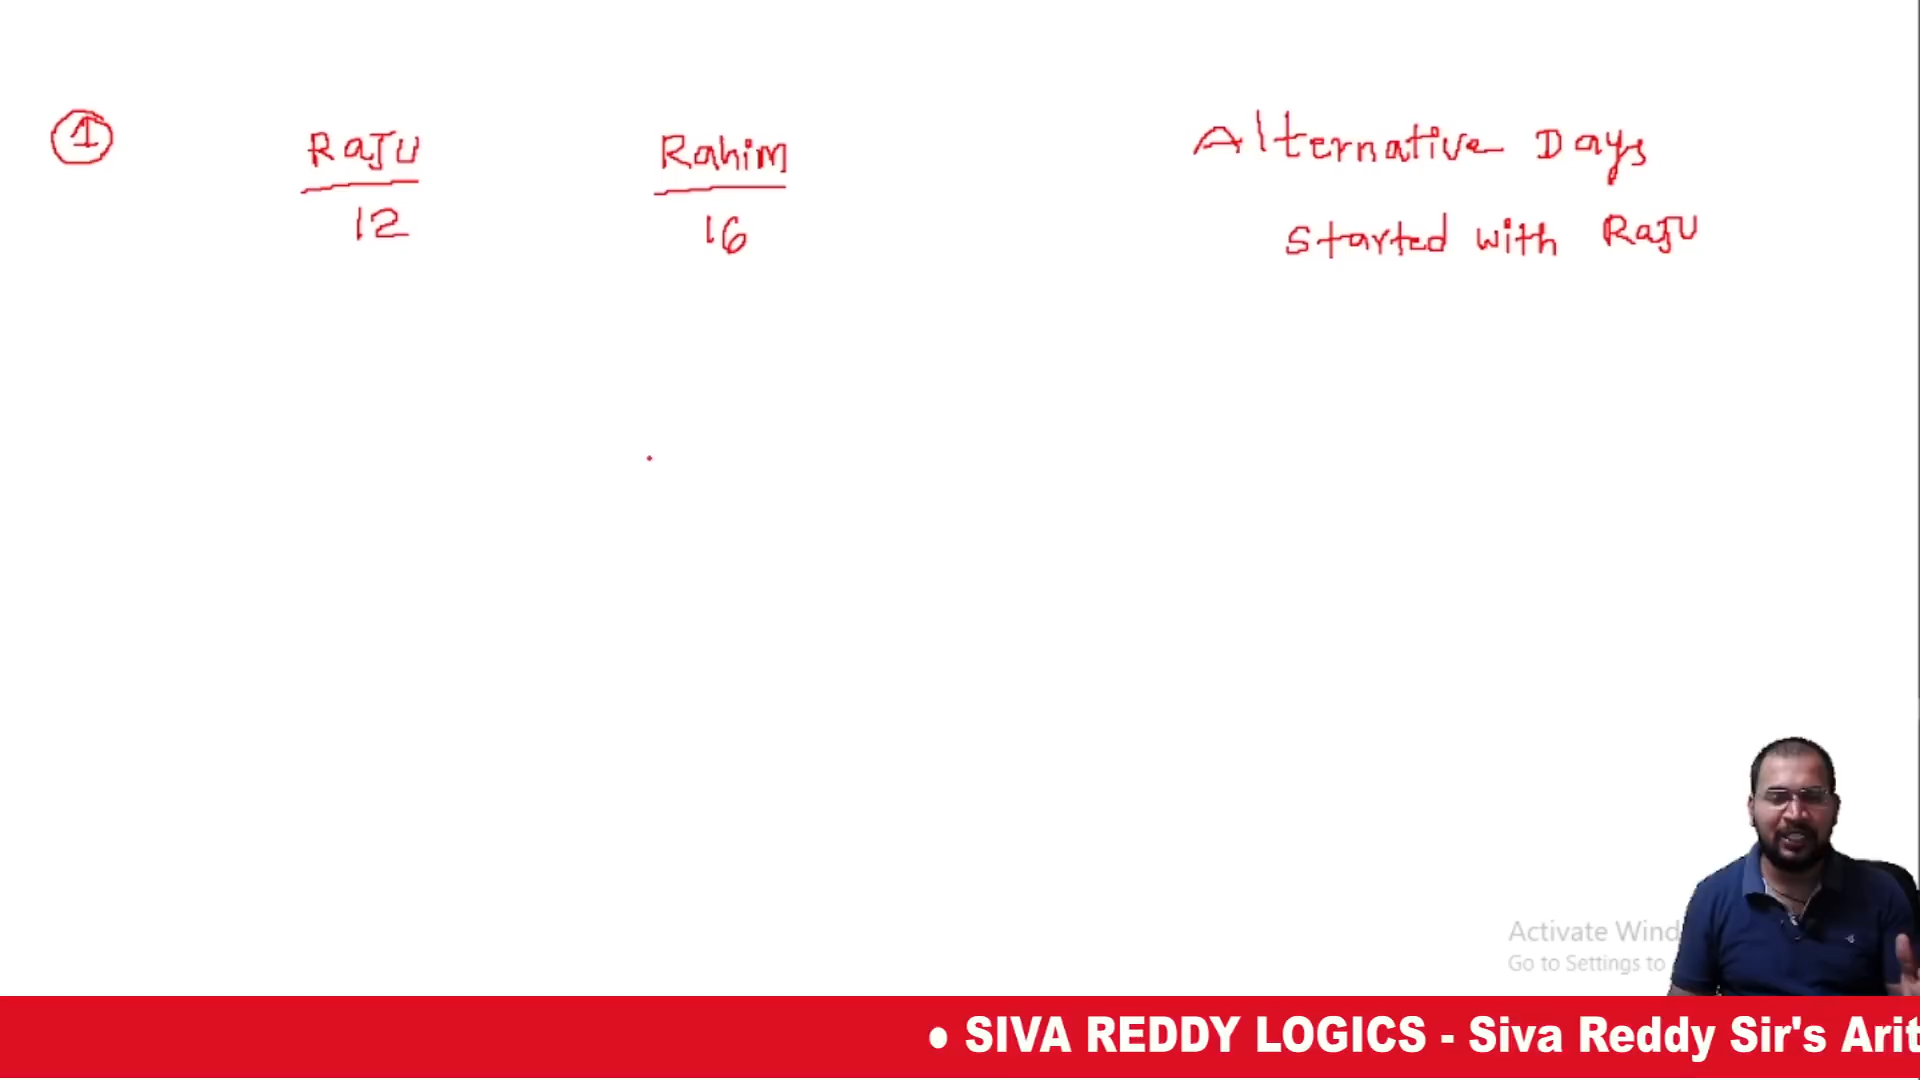 1
RAJU Rahim
12 16
Alternative Days
started with RAJU
Activate Wind
Go to Settings to
• SIVA REDDY LOGICS - Siva Reddy Sir's Arit